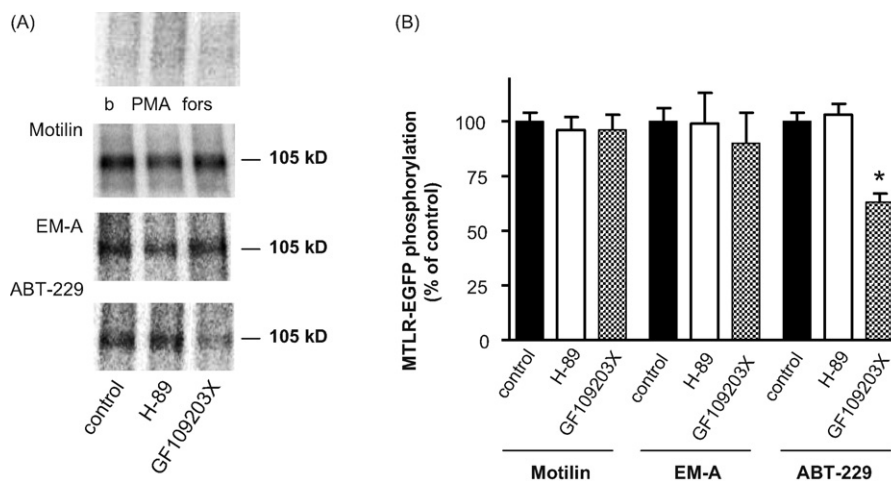 (A)
b PMA fors
Motilin
105 kD
EM-A
105 kD
ABT-229
105 kD
control
H-89
GF109203X
(B)
MTLR-EGFP phosphorylation
(% of control)
100
75
50
25
0
*
control
H-89
GF109203X
control
H-89
GF109203X
control
H-89
GF109203X
Motilin
EM-A
ABT-229